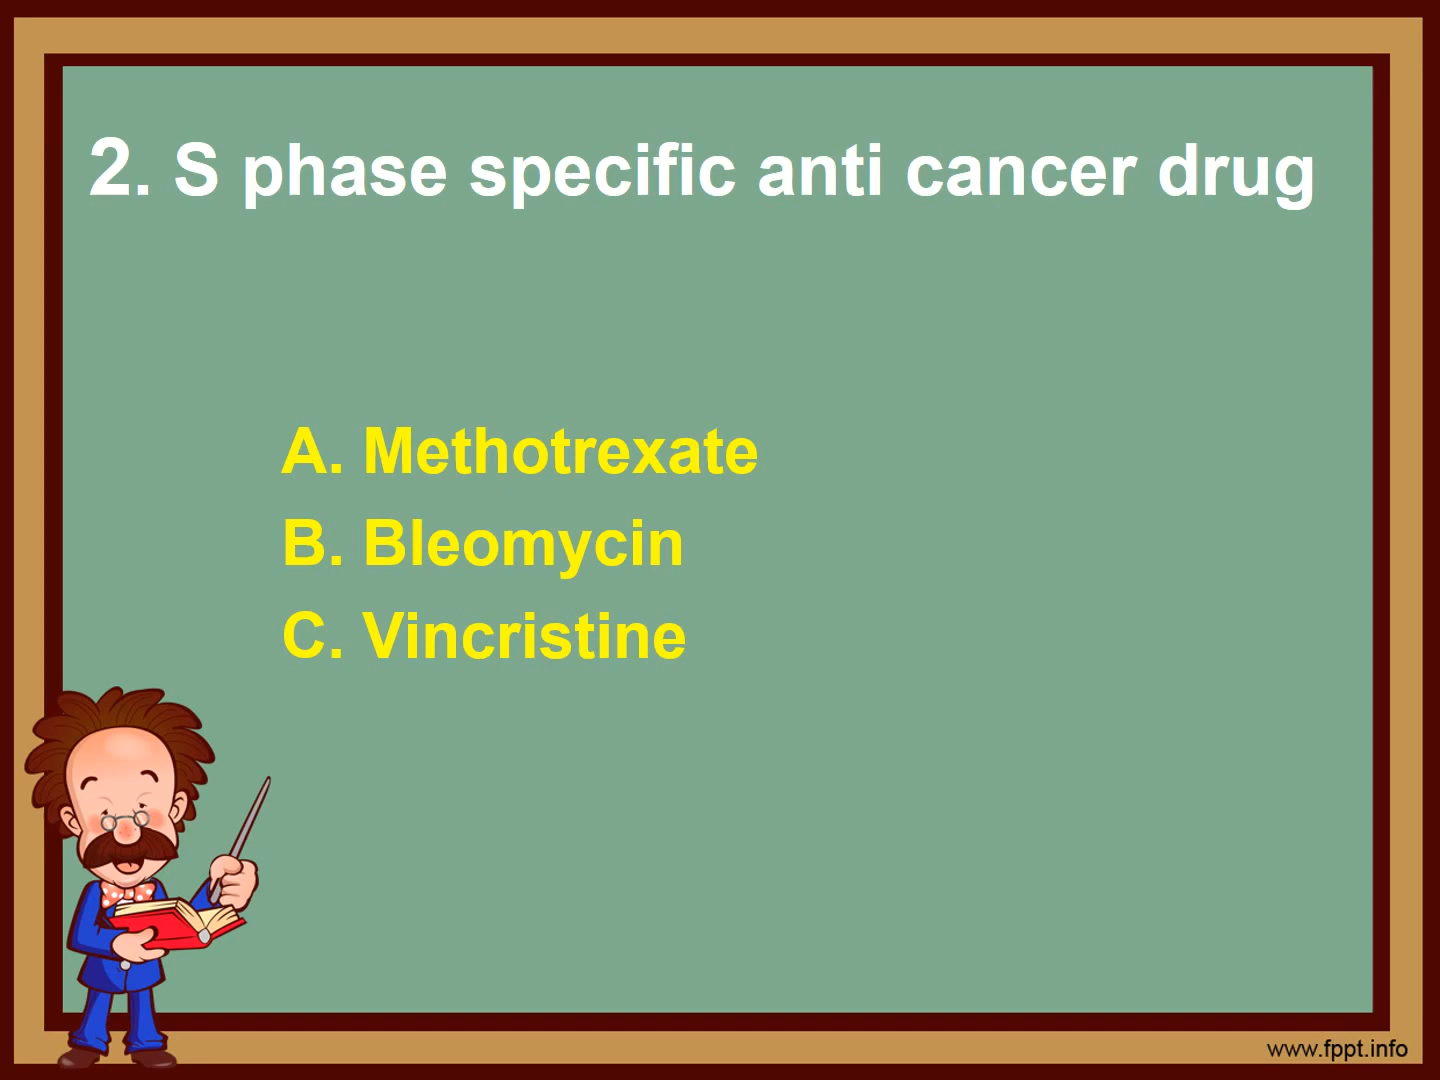 2. S phase specific anti cancer drug
A. Methotrexate
B. Bleomycin
C. Vincristine
www.fppt.info